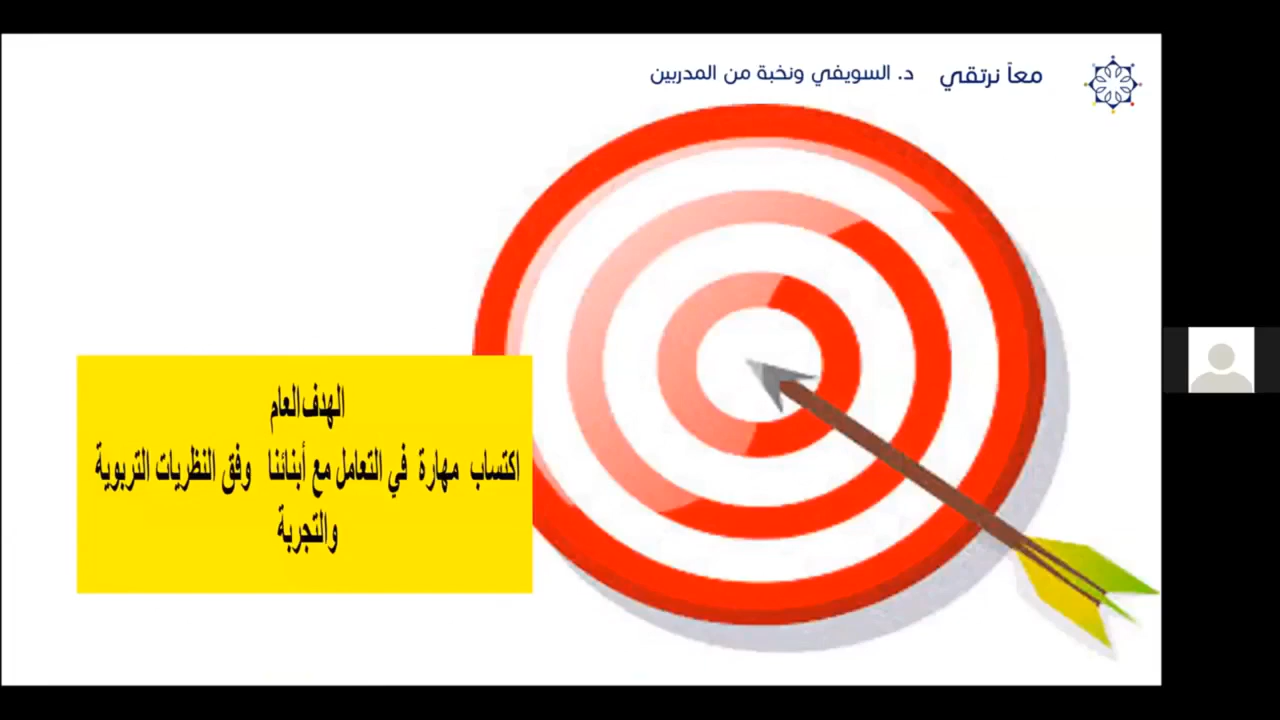 معاً نرتقي د. السويفي ونخبة من المدربين
الهدف العام
اكتساب مهارة في التعامل مع أبنائنا وفق النظريات التربوية
والتجربة